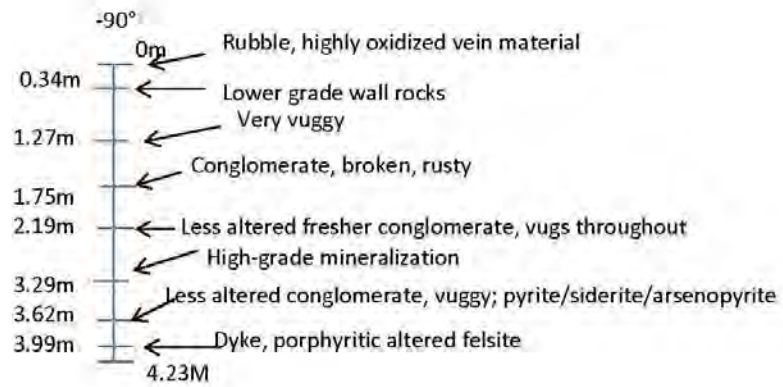 -90°
0m
Rubble, highly oxidized vein material
0.34m
Lower grade wall rocks
Very vuggy
1.27m
Conglomerate, broken, rusty
1.75m
2.19m
Less altered fresher conglomerate, vugs throughout
High-grade mineralization
3.29m
Less altered conglomerate, vuggy; pyrite/siderite/arsenopyrite
3.62m
3.99m
Dyke, porphyritic altered felsite
4.23M